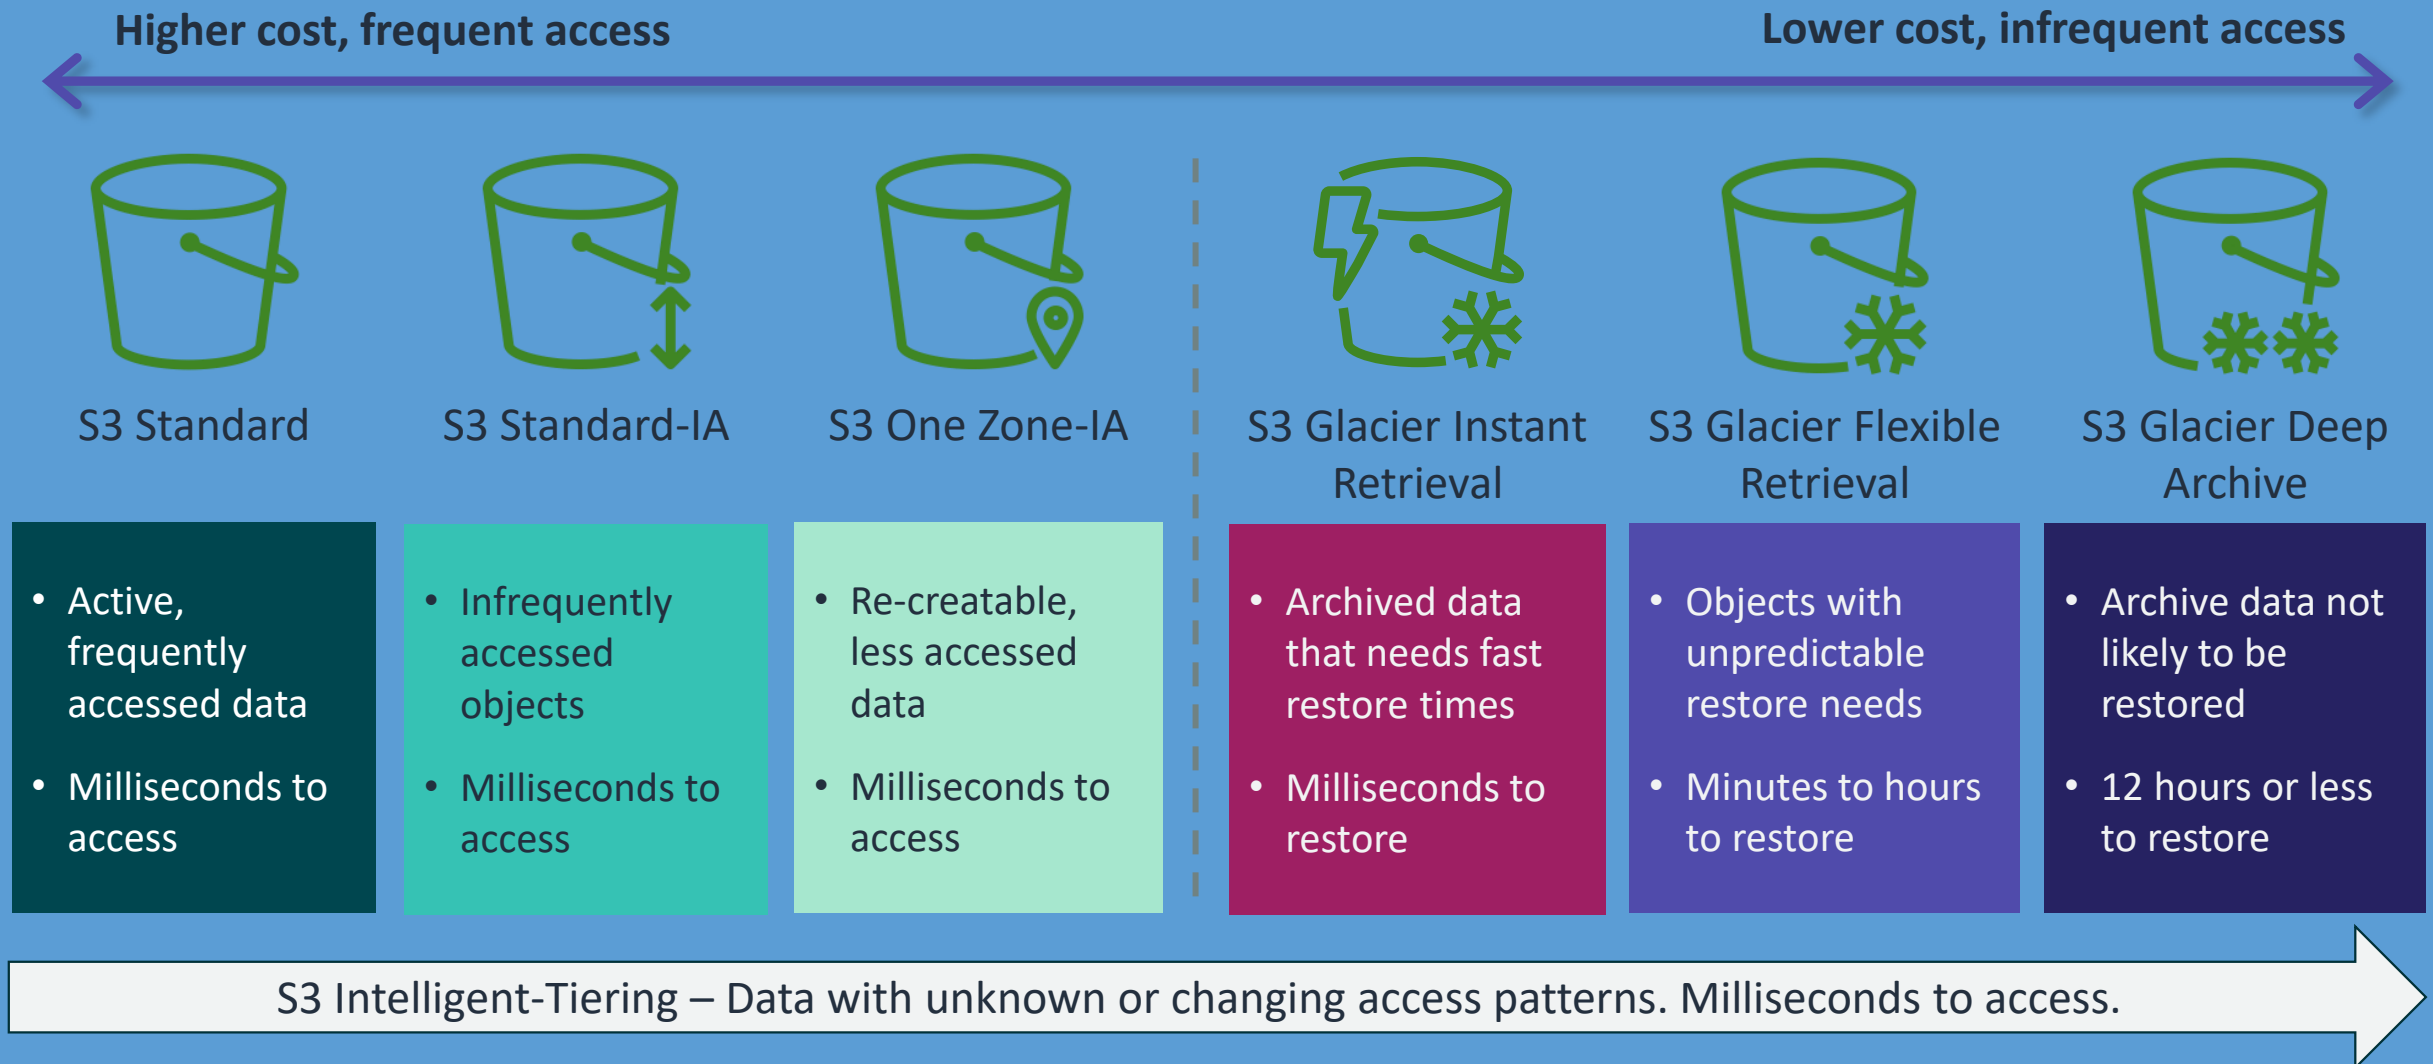 Higher cost, frequent access
Lower cost, infrequent access
S3 Standard
S3 Standard-IA
S3 One Zone-IA
S3 Glacier Instant
Retrieval
S3 Glacier Flexible
Retrieval
S3 Glacier Deep
Archive
• Active,
frequently
accessed data
• Milliseconds to
access
• Infrequently
accessed
objects
• Milliseconds to
access
• Re-creatable,
less accessed
data
• Milliseconds to
access
• Archived data
that needs fast
restore times
• Milliseconds to
restore
• Objects with
unpredictable
restore needs
• Minutes to hours
to restore
• Archive data not
likely to be
restored
• 12 hours or less
to restore
S3 Intelligent-Tiering – Data with unknown or changing access patterns. Milliseconds to access.